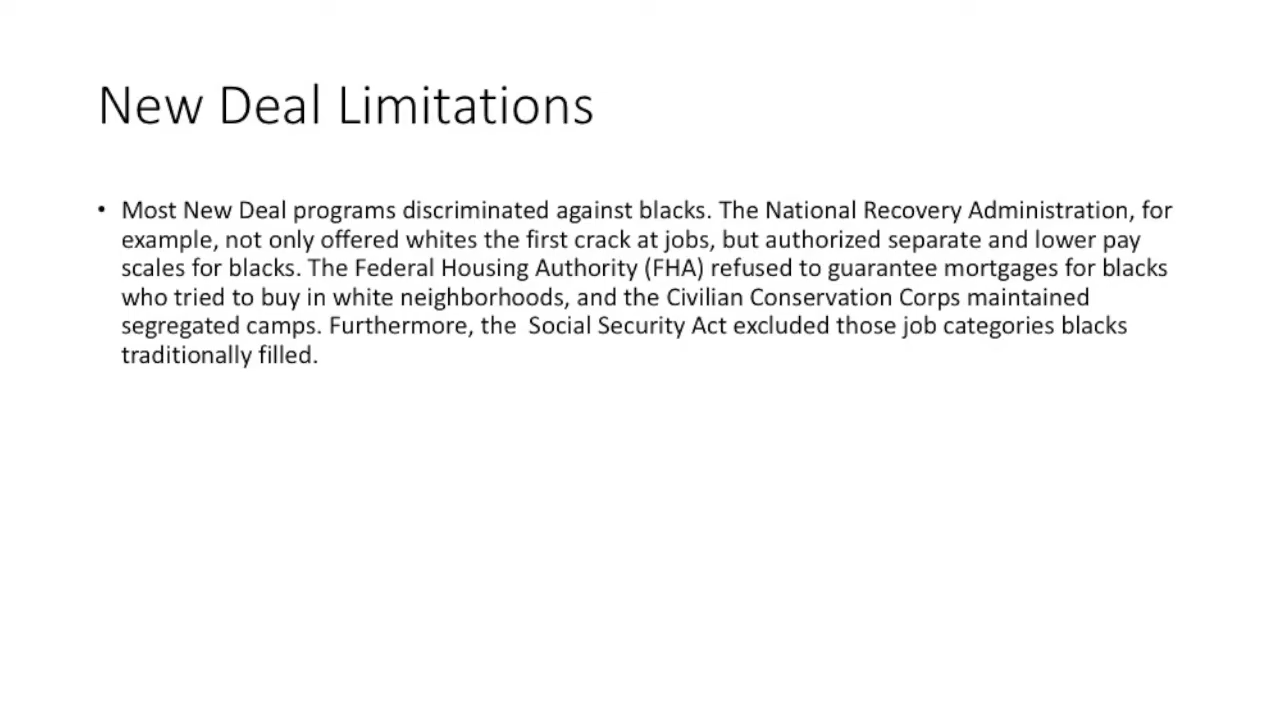 New Deal Limitations
• Most New Deal programs discriminated against blacks. The National Recovery Administration, for
example, not only offered whites the first crack at jobs, but authorized separate and lower pay
scales for blacks. The Federal Housing Authority (FHA) refused to guarantee mortgages for blacks
who tried to buy in white neighborhoods, and the Civilian Conservation Corps maintained
segregated camps. Furthermore, the  Social Security Act excluded those job categories blacks
traditionally filled.